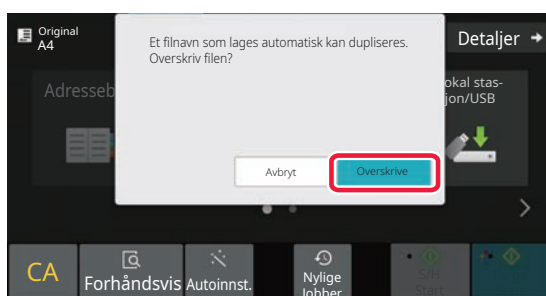 Original
A4
Et filnavn som lages automatisk kan dupliseres.
Overskriv filen?
Detaljer
Adresseb
okal stas-
jon/USB
Avbryt
Overskrive
CA
Forhåndsvis
Autoinnst.
Nylige
Jobber
S/H
Start